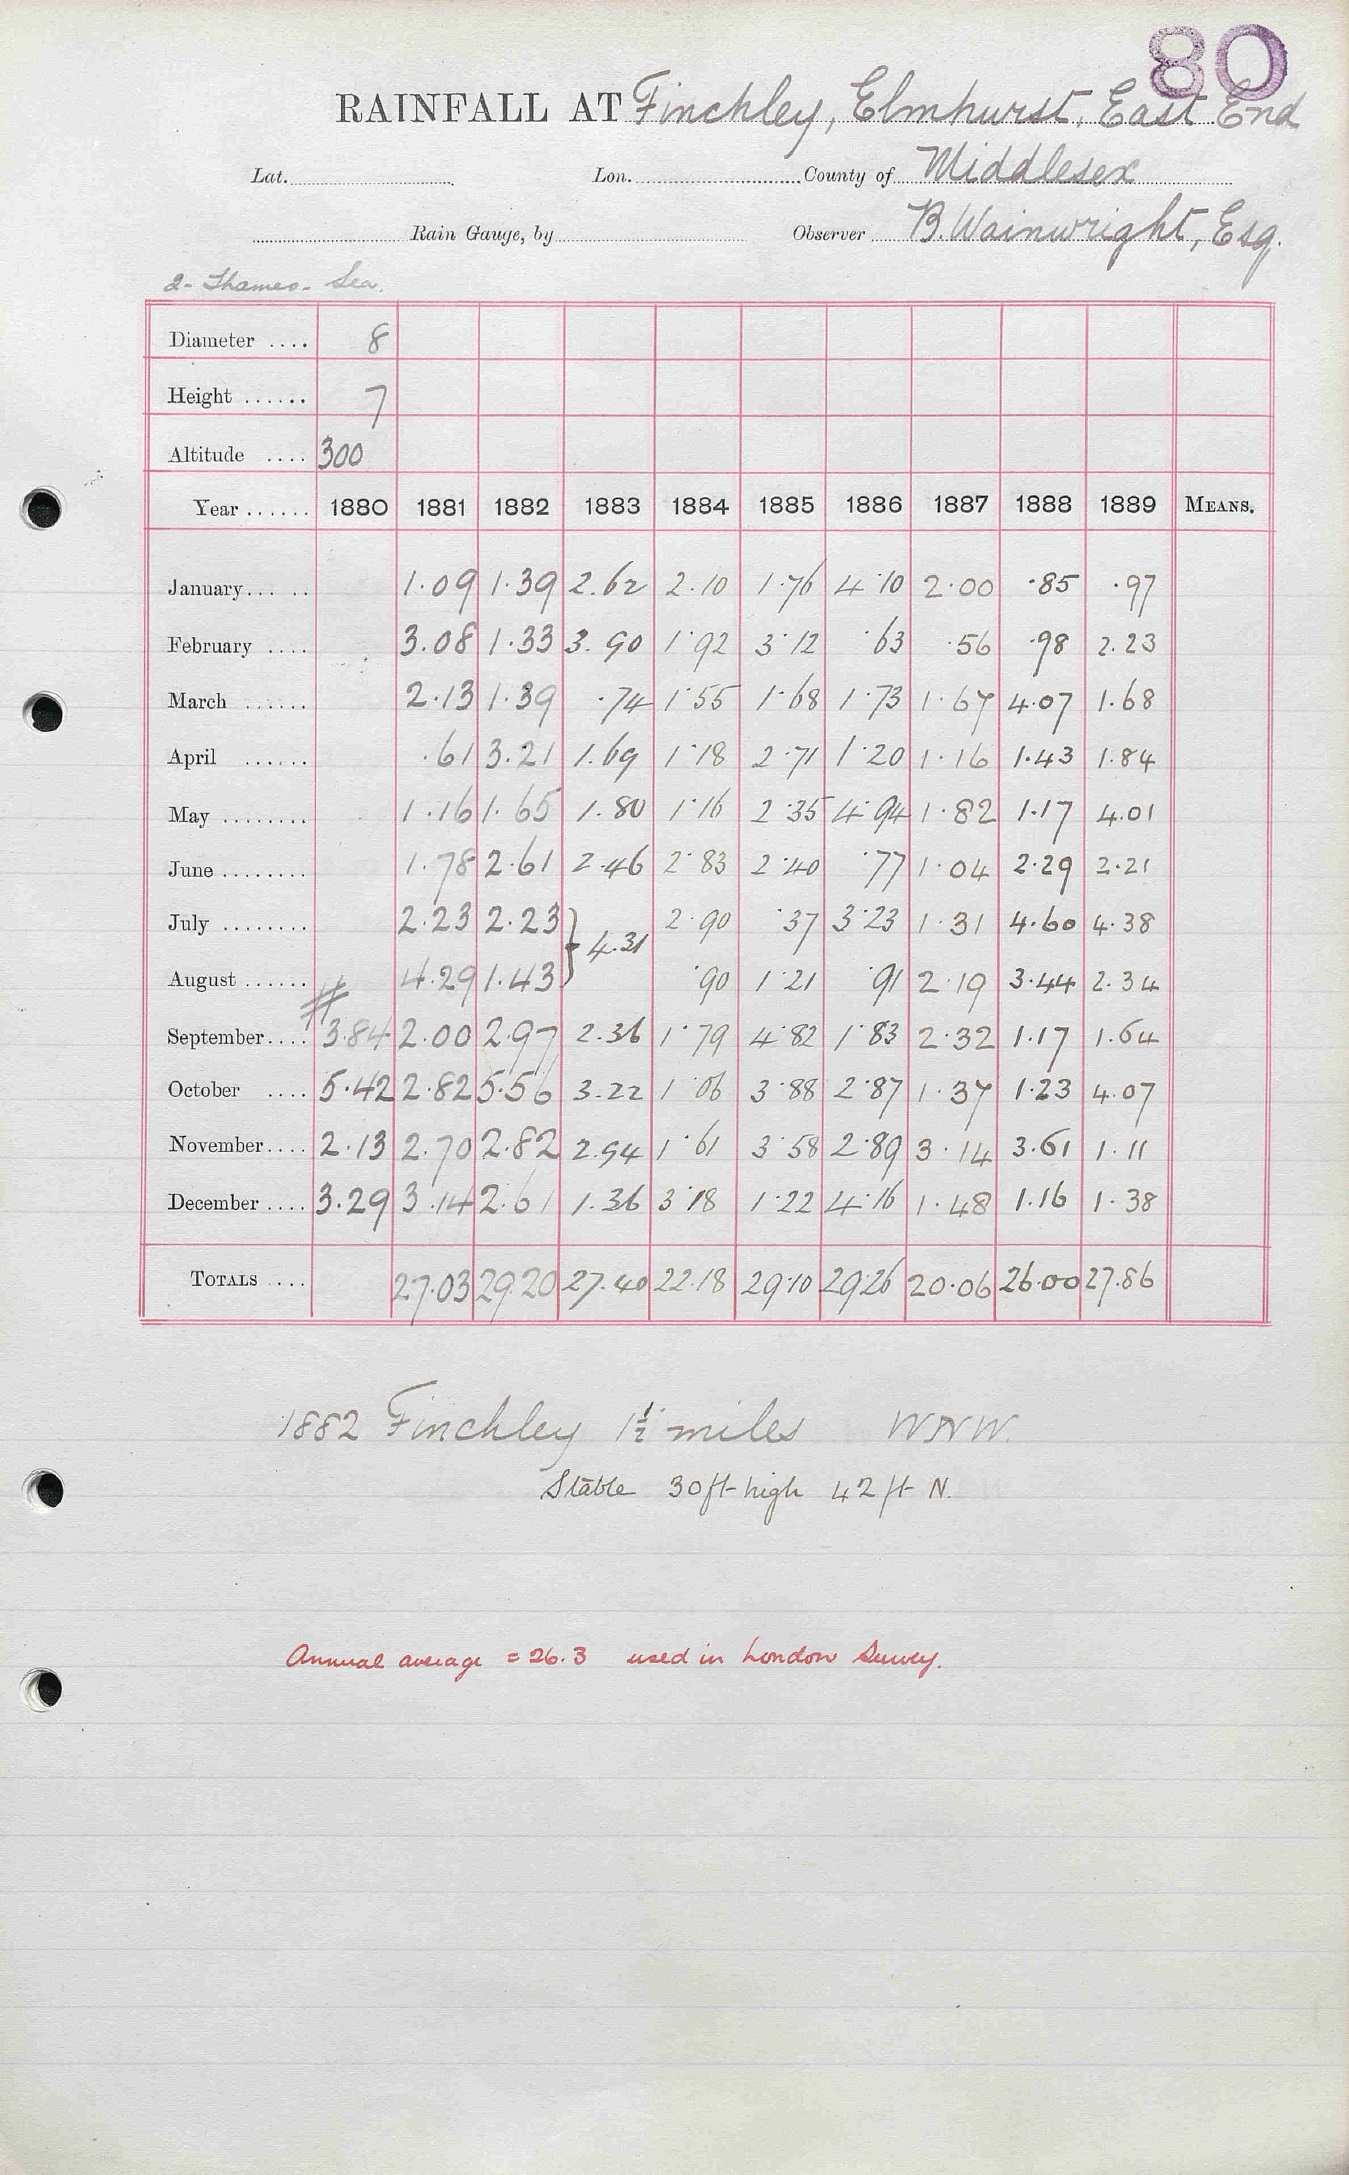 80
RAINFALL AT Finchley, Elmhurst, East End
Lat. Lon. County of Middlesex
Rain Gauge, by Observer B. Wainwright, Esq.
2- Thames - Sea.
Diameter .... 8
Height ...... 7
Altitude .... 300
Year ...... 1880 1881 1882 1883 1884 1885 1886 1887 1888 1889 MEANS.
January...... 1.09 1.39 2.62 2.10 1.76 4.10 2.00 .85 .97
February .... 3.08 1.33 3.90 1.92 3.12 .63 .56 .98 2.23
March ...... 2.13 1.39 .74 1.55 1.68 1.73 1.67 4.07 1.68
April ...... .61 3.21 1.69 1.18 2.71 1.20 1.16 1.43 1.84
May ........ 1.16 1.65 1.80 1.16 2.35 4.94 1.82 1.17 4.01
June ........ 1.78 2.61 2.46 2.83 2.40 .77 1.04 2.29 2.21
July ........ 2.23 2.23 } 4.31 2.90 .37 3.23 1.31 4.60 4.38
August ...... # 4.29 1.43 .90 1.21 .91 2.19 3.44 2.34
September.... 3.84 2.00 2.97 2.36 1.79 4.82 1.83 2.32 1.17 1.64
October .... 5.42 2.82 5.56 3.22 1.06 3.88 2.87 1.37 1.23 4.07
November.... 2.13 2.70 2.82 2.94 1.61 3.58 2.89 3.14 3.61 1.11
December .... 3.29 3.14 2.61 1.36 3.18 1.22 4.16 1.48 1.16 1.38
TOTALS .... 27.03 29.20 27.40 22.18 29.10 29.26 20.06 26.00 27.86
1882 Finchley 1½ miles WNW.
Stable 30 ft high 42 ft N.
Annual average = 26.3 used in London Survey.